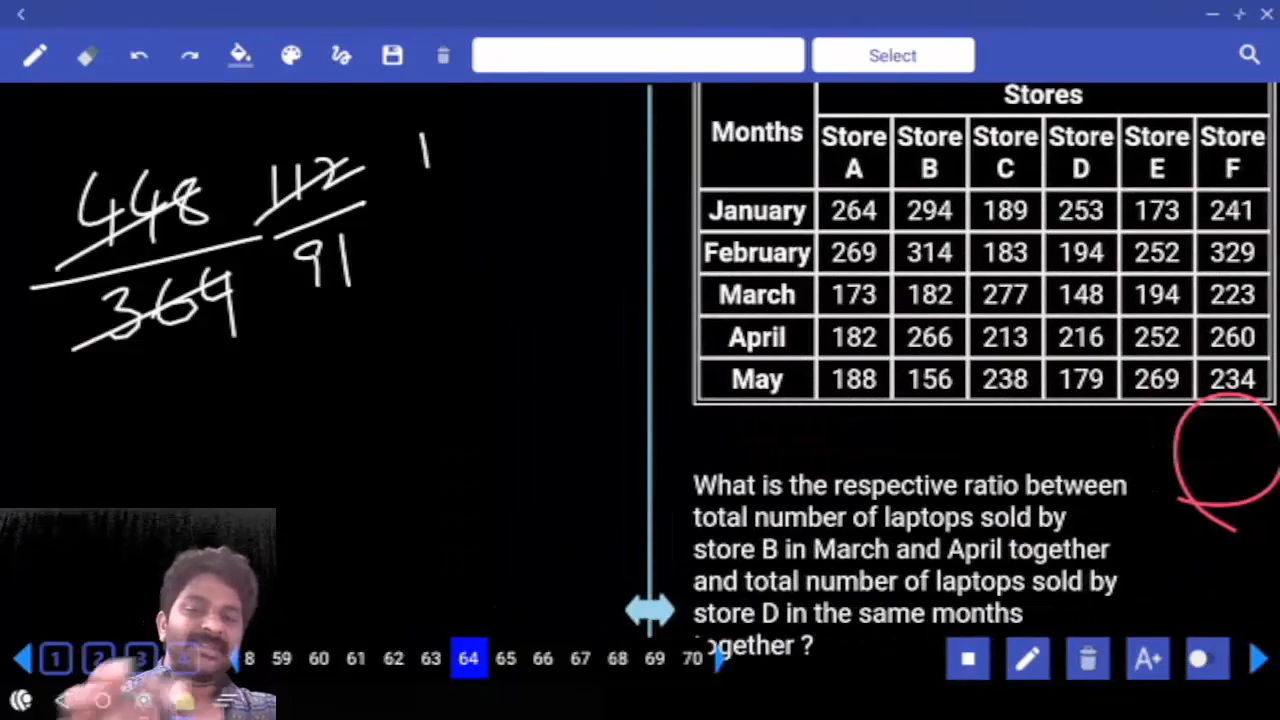 Select
448 112 1
364 91
Stores
Months Store A Store B Store C Store D Store E Store F
January 264 294 189 253 173 241
February 269 314 183 194 252 329
March 173 182 277 148 194 223
April 182 266 213 216 252 260
May 188 156 238 179 269 234
What is the respective ratio between
total number of laptops sold by
store B in March and April together
and total number of laptops sold by
store D in the same months
ogether ?
1 2 3 4 8 59 60 61 62 63 64 65 66 67 68 69 70 A+